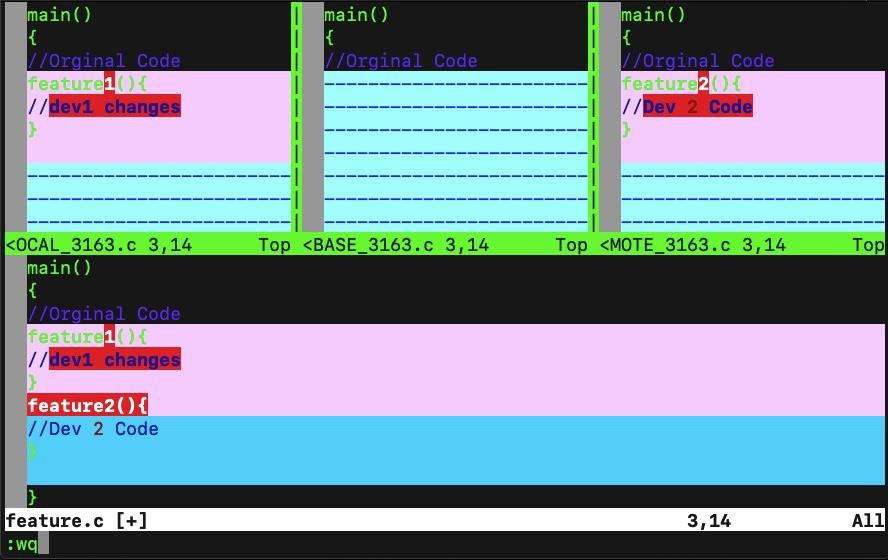 main()
{
//Orginal Code
feature1(){
//dev1 changes
}
<OCAL_3163.c 3,14 Top
main()
{
//Orginal Code
<BASE_3163.c 3,14 Top
main()
{
//Orginal Code
feature2(){
//Dev 2 Code
}
<MOTE_3163.c 3,14 Top
main()
{
//Orginal Code
feature1(){
//dev1 changes
}
feature2(){
//Dev 2 Code
}
}
feature.c [+] 3,14 All
:wq